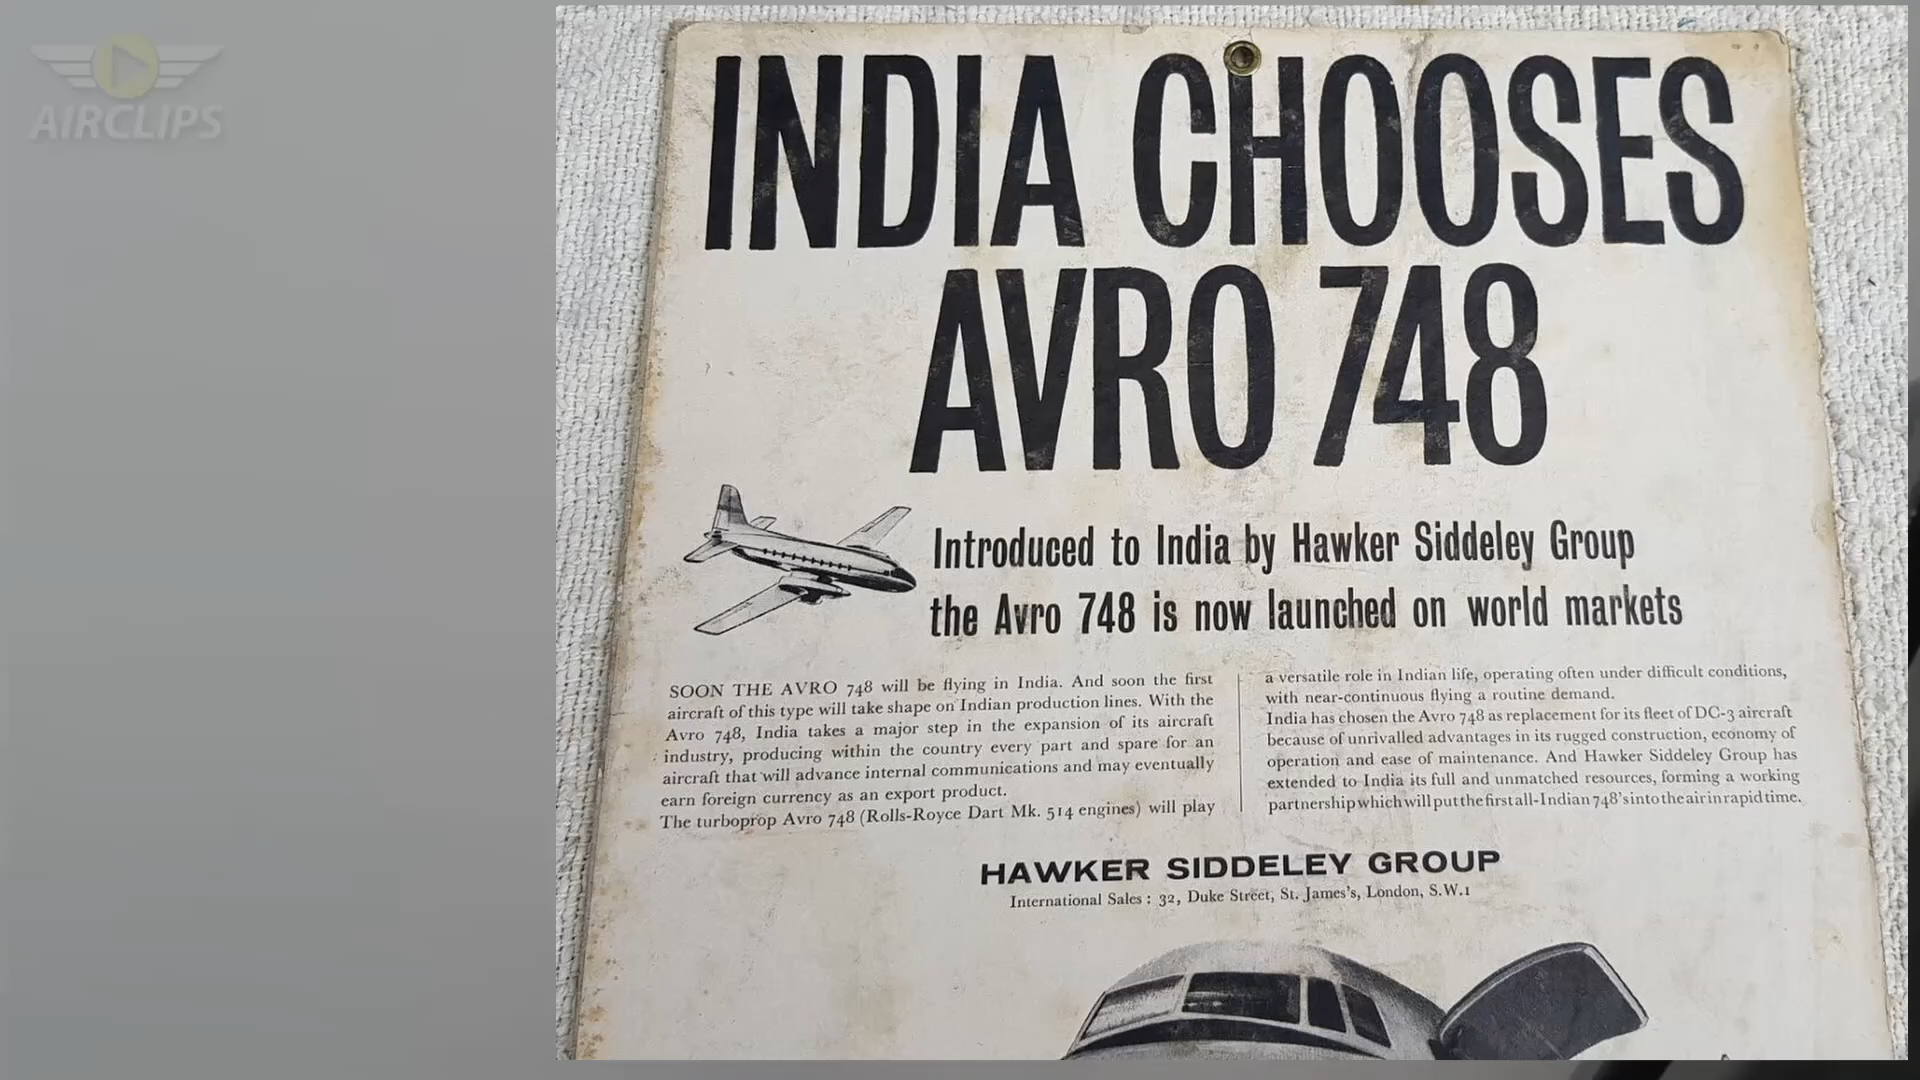 AIRCLIPS
INDIA CHOOSES
AVRO 748
Introduced to India by Hawker Siddeley Group
the Avro 748 is now launched on world markets
SOON THE AVRO 748 will be flying in India. And soon the first
aircraft of this type will take shape on Indian production lines. With the
Avro 748, India takes a major step in the expansion of its aircraft
industry, producing within the country every part and spare for an
aircraft that will advance internal communications and may eventually
earn foreign currency as an export product.
The turboprop Avro 748 (Rolls-Royce Dart Mk. 514 engines) will play
a versatile role in Indian life, operating often under difficult conditions,
with near-continuous flying a routine demand.
India has chosen the Avro 748 as replacement for its fleet of DC-3 aircraft
because of unrivalled advantages in its rugged construction, economy of
operation and ease of maintenance. And Hawker Siddeley Group has
extended to India its full and unmatched resources, forming a working
partnership which will put the first all-Indian 748's into the air in rapid time.
HAWKER SIDDELEY GROUP
International Sales: 32, Duke Street, St. James's, London, S.W.1